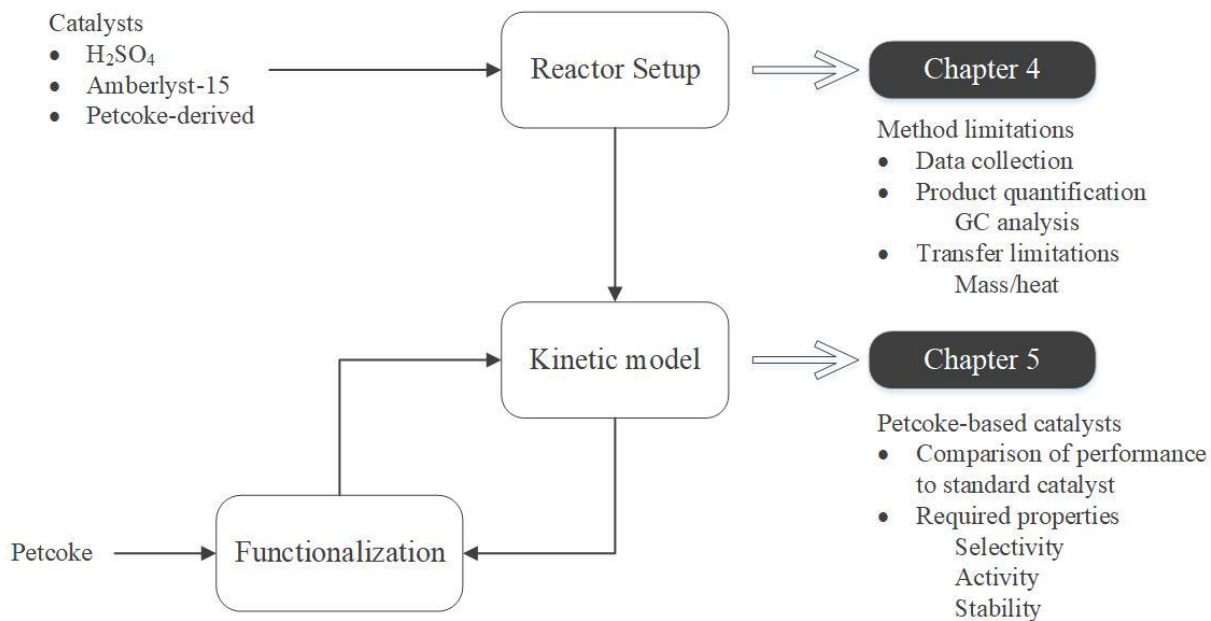 Catalysts
● H₂SO₄
● Amberlyst-15
● Petcoke-derived
Reactor Setup
Chapter 4
Method limitations
● Data collection
● Product quantification
GC analysis
● Transfer limitations
Mass/heat
Kinetic model
Chapter 5
Petcoke-based catalysts
● Comparison of performance
to standard catalyst
● Required properties
Selectivity
Activity
Stability
Petcoke
Functionalization